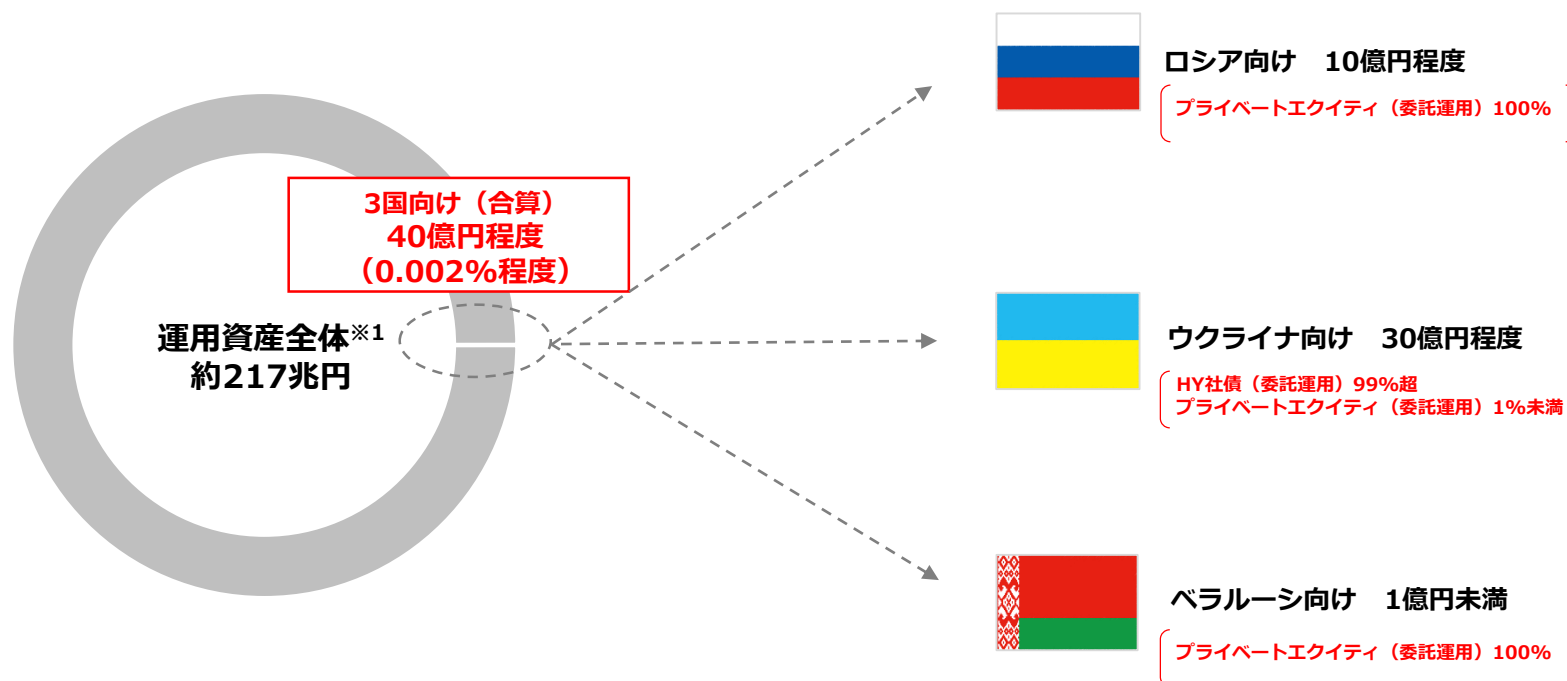 3国向け（合算）
40億円程度
（0.002%程度）
運用資産全体※1
約217兆円
ロシア向け　10億円程度
プライベートエクイティ（委託運用）100%
ウクライナ向け　30億円程度
HY社債（委託運用）99%超
プライベートエクイティ（委託運用）1%未満
ベラルーシ向け　1億円未満
プライベートエクイティ（委託運用）100%